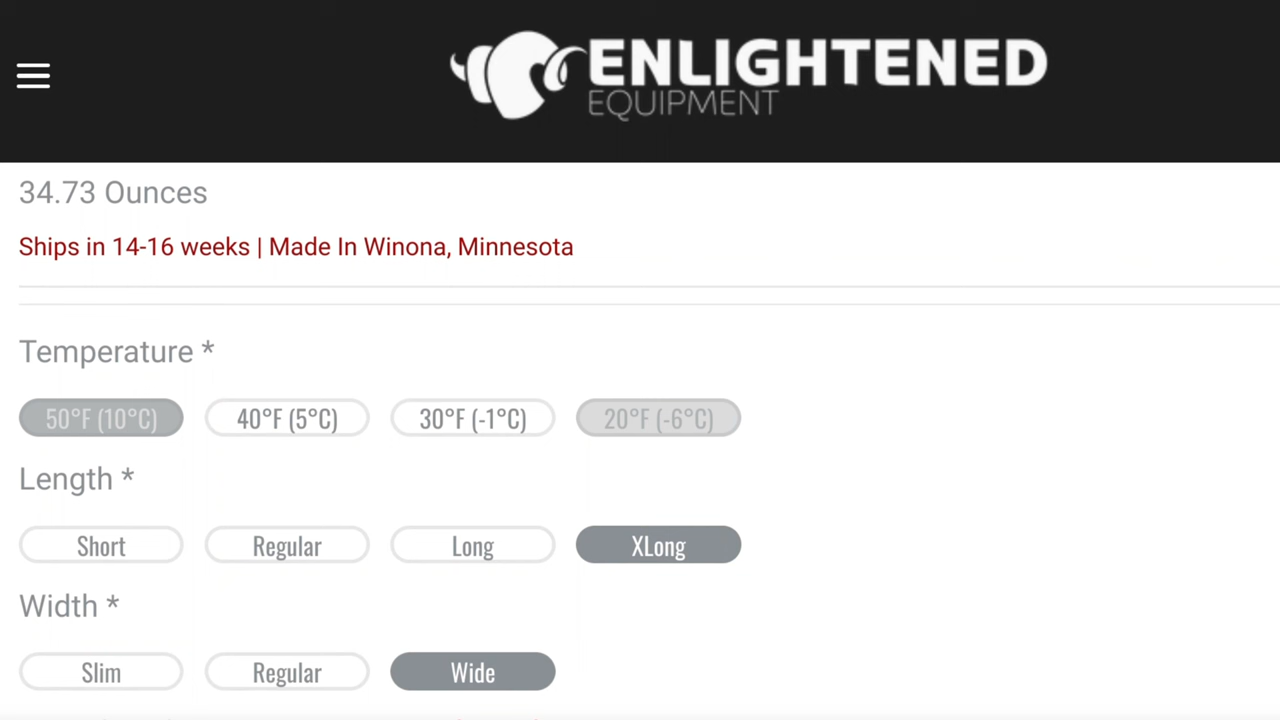 ENLIGHTENED
EQUIPMENT
34.73 Ounces
Ships in 14-16 weeks | Made In Winona, Minnesota
Temperature *
50°F (10°C) 40°F (5°C) 30°F (-1°C) 20°F (-6°C)
Length *
Short Regular Long XLong
Width *
Slim Regular Wide